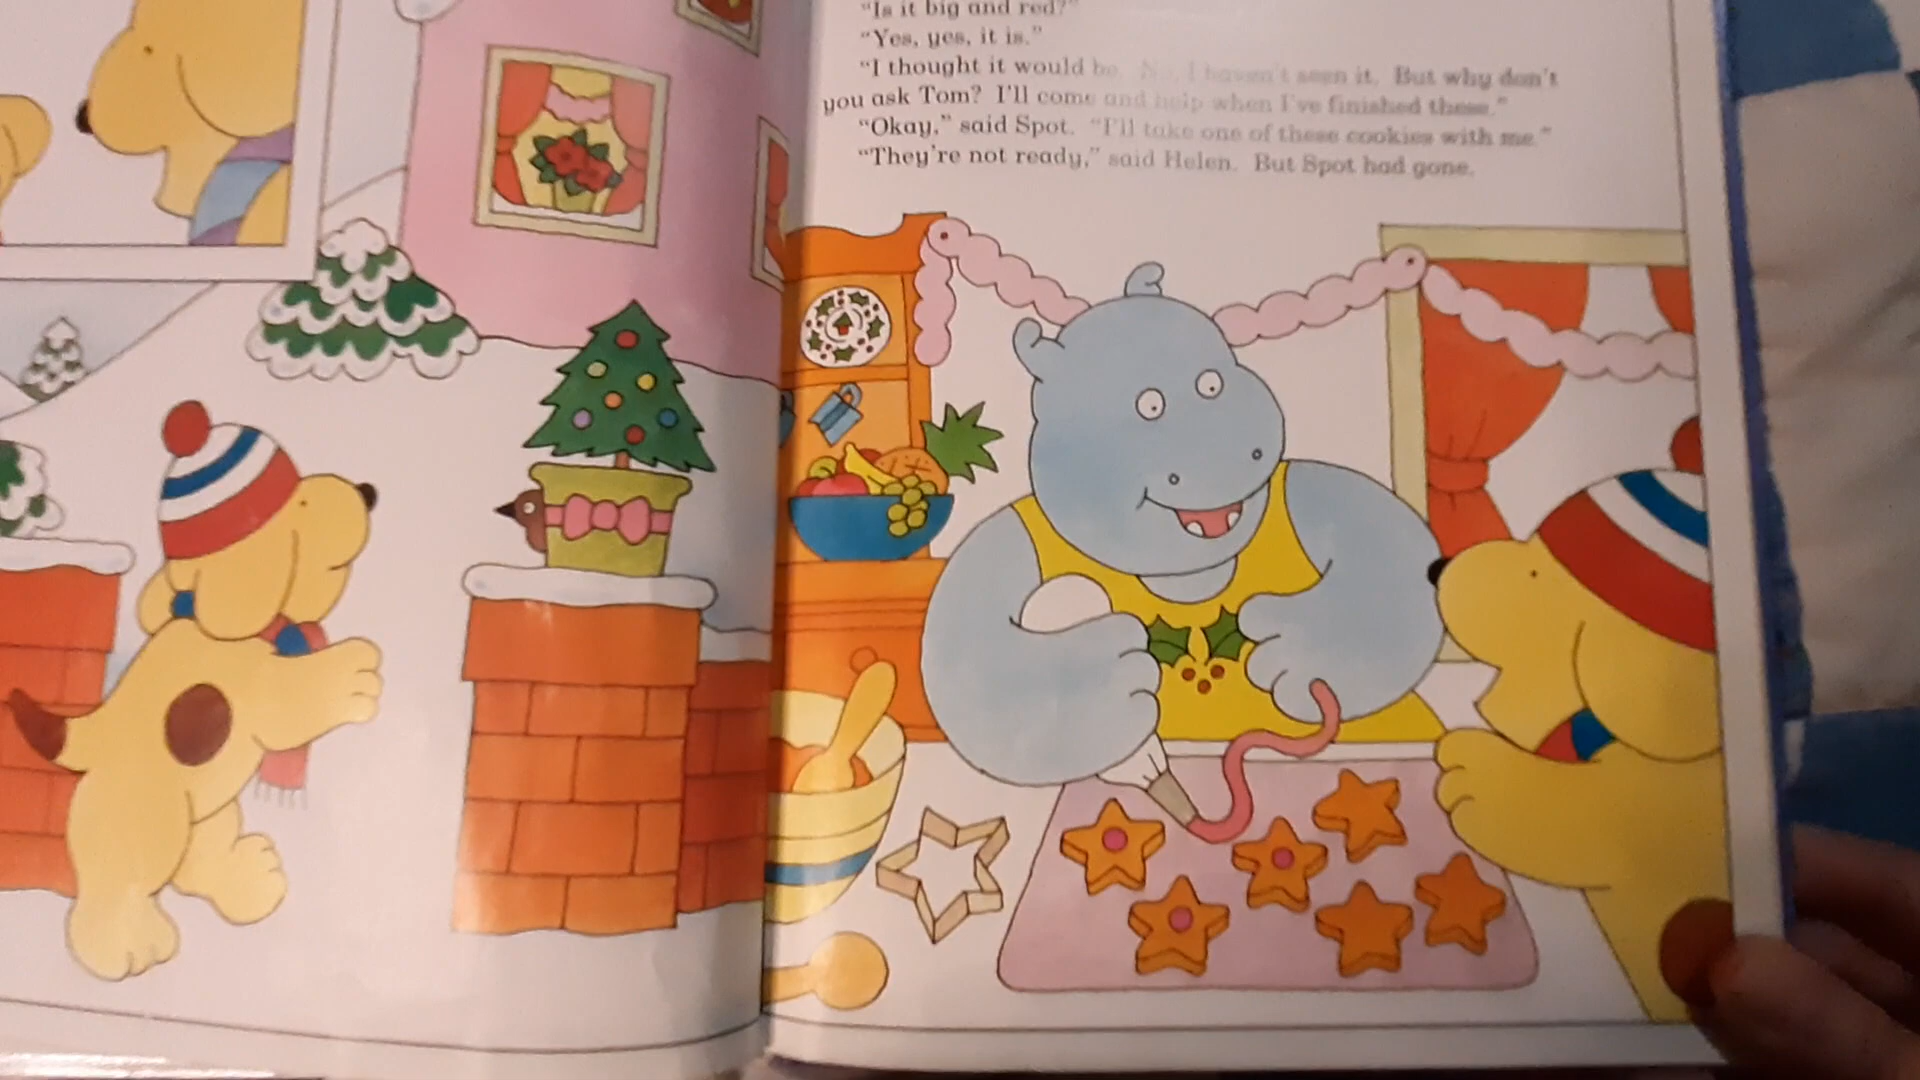 "Is it big and red?"
"Yes, yes, it is."
"I thought it would be. No, I haven't seen it. But why don't
you ask Tom? I'll come and help when I've finished these."
"Okay," said Spot. "I'll take one of these cookies with me."
"They're not ready," said Helen. But Spot had gone.